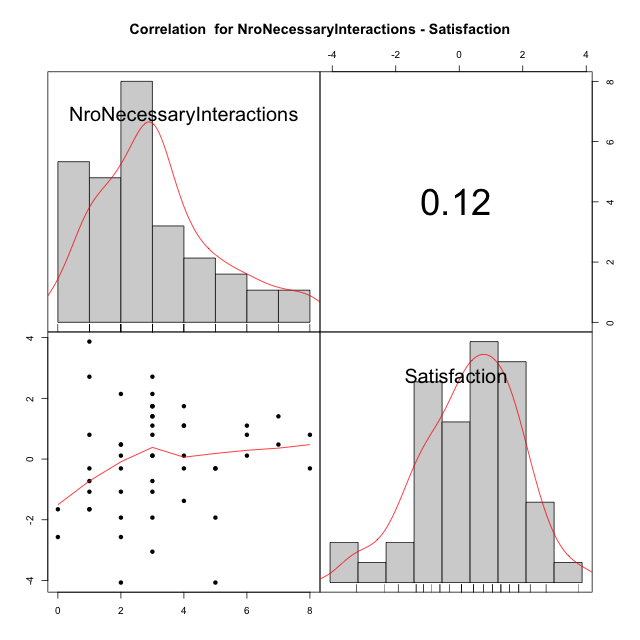 Correlation  for NroNecessaryInteractions - Satisfaction
-4 -2 0 2 4
NroNecessaryInteractions
0.12
8
6
4
2
0
Satisfaction
4
2
0
-2
-4
0 2 4 6 8